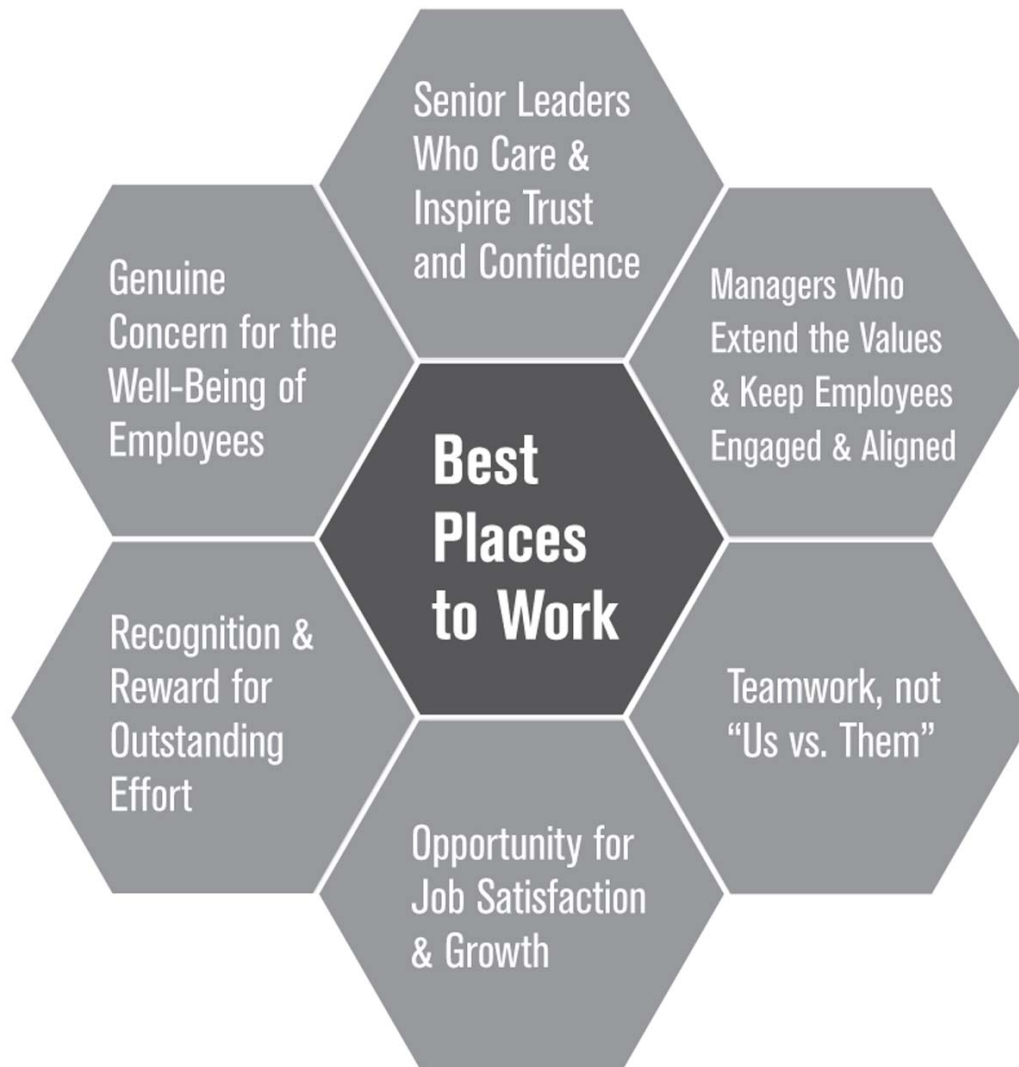 Senior Leaders
Who Care &
Inspire Trust
and Confidence
Genuine
Concern for the
Well-Being of
Employees
Managers Who
Extend the Values
& Keep Employees
Engaged & Aligned
Best
Places
to Work
Recognition &
Reward for
Outstanding
Effort
Teamwork, not
“Us vs. Them”
Opportunity for
Job Satisfaction
& Growth